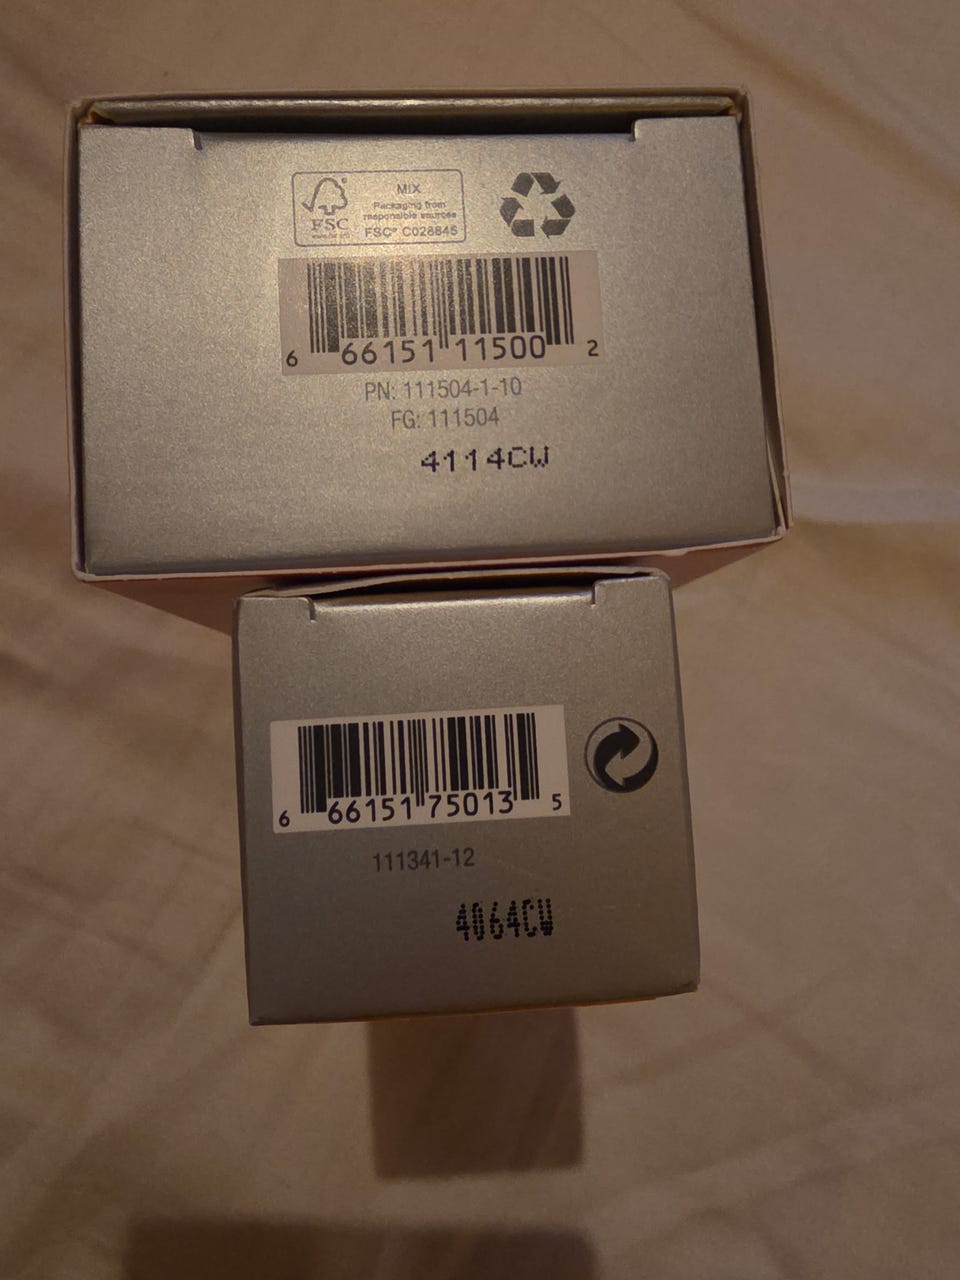 FSC
MIX
Packaging from
responsible sources
FSC® C028845
6 66151 11500 2
PN: 111504-1-10
FG: 111504
4114CW
6 66151 75013 5
111341-12
4064CW